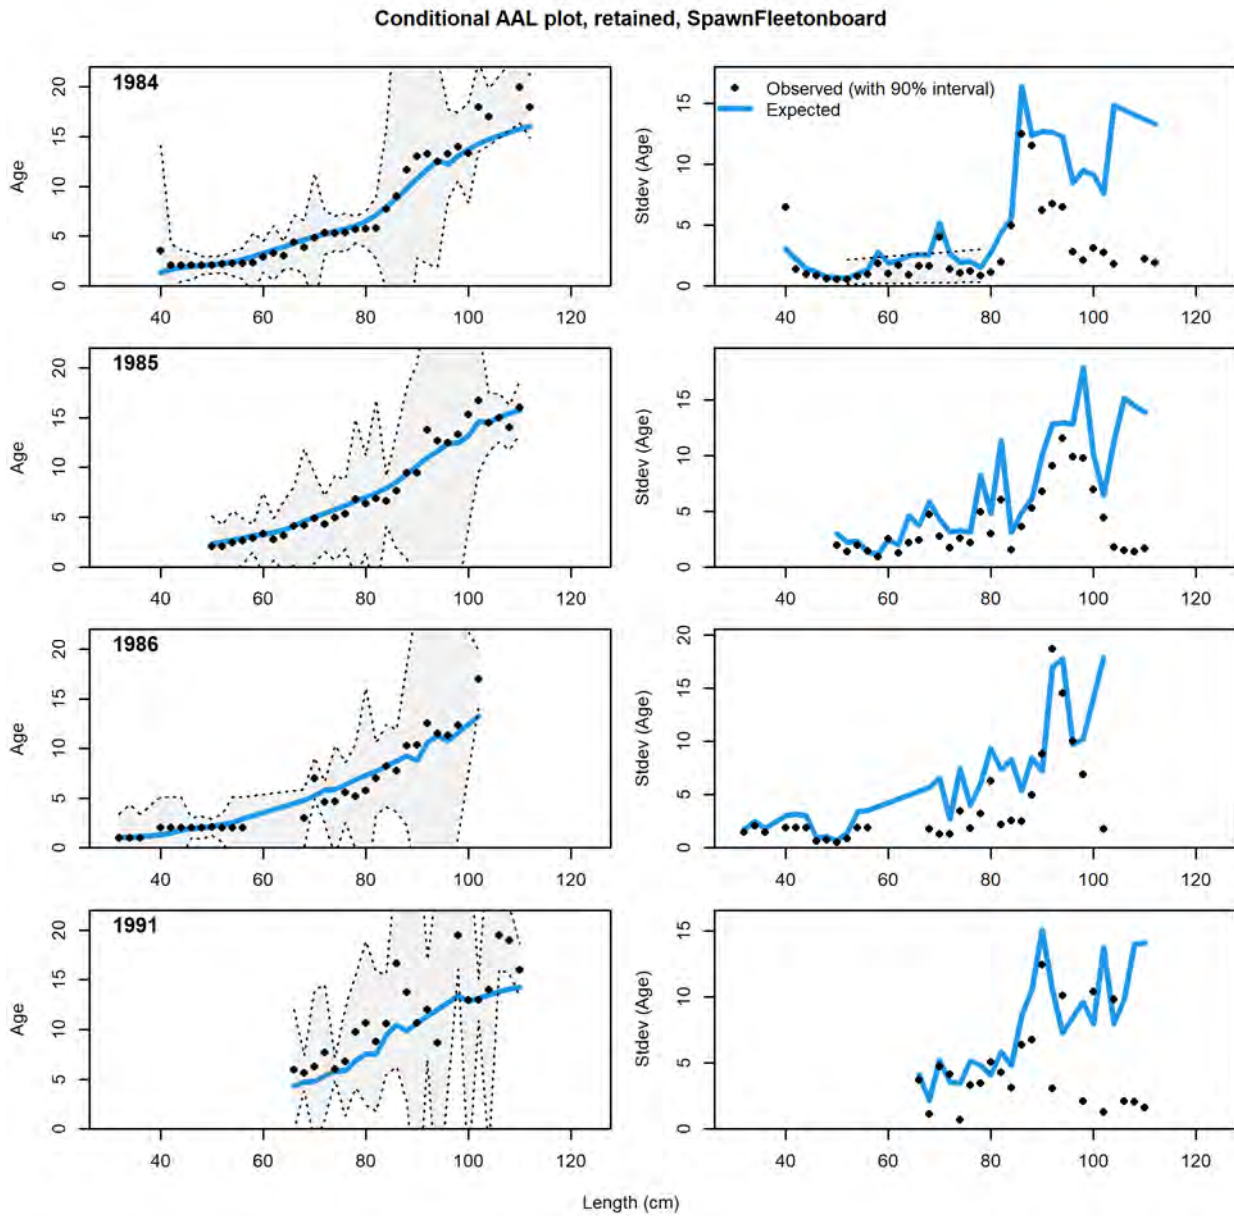 Conditional AAL plot, retained, SpawnFleetonboard
1984
Age
0 5 10 15 20
40 60 80 100 120
Observed (with 90% interval)
Expected
Stdev (Age)
0 5 10 15
40 60 80 100 120
1985
Age
0 5 10 15 20
40 60 80 100 120
Stdev (Age)
0 5 10 15
40 60 80 100 120
1986
Age
0 5 10 15 20
40 60 80 100 120
Stdev (Age)
0 5 10 15 20
40 60 80 100 120
1991
Age
0 5 10 15 20
40 60 80 100 120
Stdev (Age)
0 5 10 15
40 60 80 100 120
Length (cm)